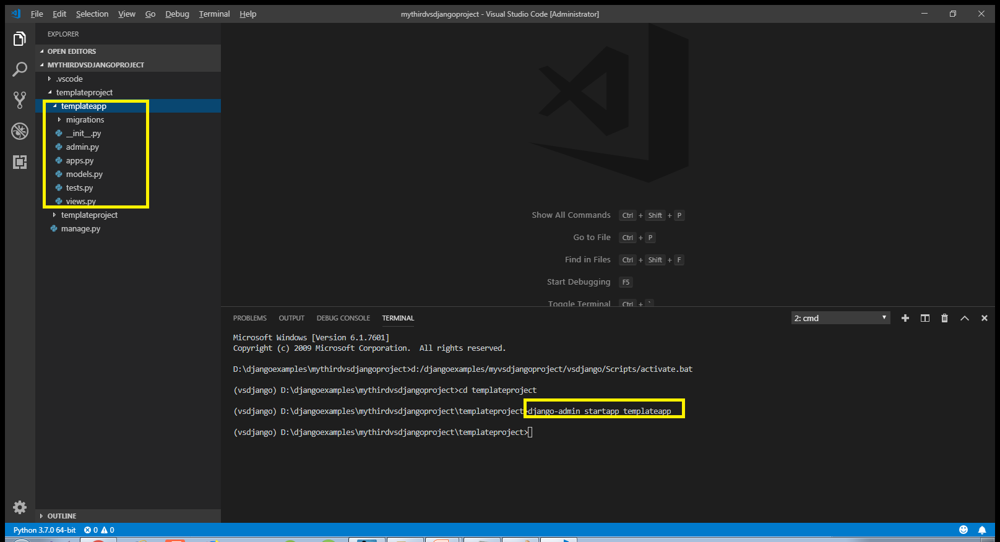 File Edit Selection View Go Debug Terminal Help
mythirdvsdjangoproject - Visual Studio Code [Administrator]
EXPLORER
OPEN EDITORS
MYTHIRDVSDJANGOPROJECT
.vscode
templateproject
templateapp
migrations
__init__.py
admin.py
apps.py
models.py
tests.py
views.py
templateproject
manage.py
OUTLINE
Show All Commands Ctrl + Shift + P
Go to File Ctrl + P
Find in Files Ctrl + Shift + F
Start Debugging F5
Toggle Terminal Ctrl + `
PROBLEMS OUTPUT DEBUG CONSOLE TERMINAL
2: cmd
Microsoft Windows [Version 6.1.7601]
Copyright (c) 2009 Microsoft Corporation.  All rights reserved.
D:\djangoexamples\mythirdvsdjangoproject>d:/djangoexamples/myvsdjangoproject/vsdjango/Scripts/activate.bat
(vsdjango) D:\djangoexamples\mythirdvsdjangoproject>cd templateproject
(vsdjango) D:\djangoexamples\mythirdvsdjangoproject\templateproject>django-admin startapp templateapp
(vsdjango) D:\djangoexamples\mythirdvsdjangoproject\templateproject>
Python 3.7.0 64-bit 0 0